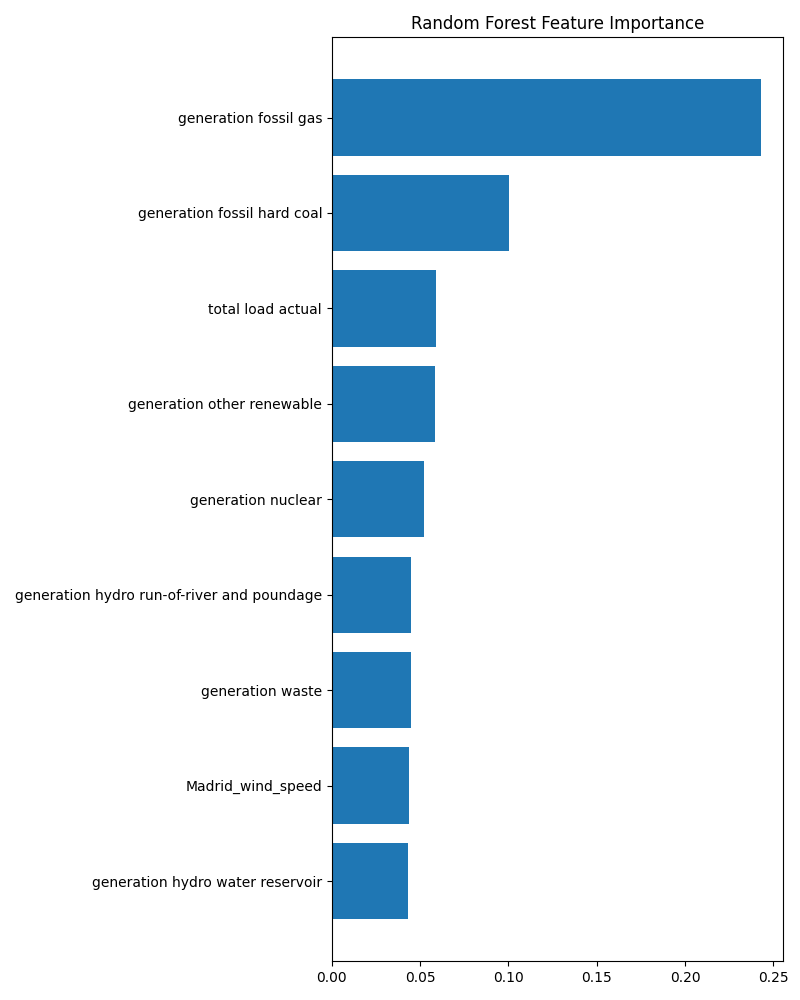 Random Forest Feature Importance
generation fossil gas
generation fossil hard coal
total load actual
generation other renewable
generation nuclear
generation hydro run-of-river and poundage
generation waste
Madrid_wind_speed
generation hydro water reservoir
0.00 0.05 0.10 0.15 0.20 0.25